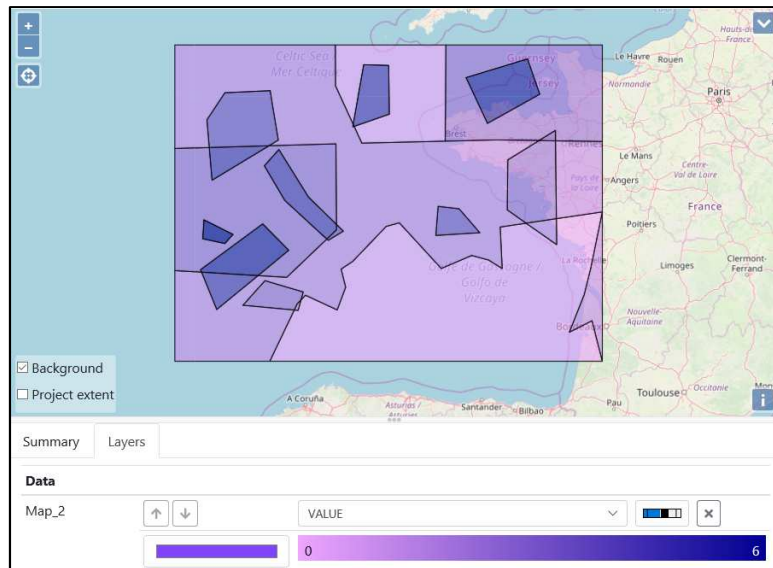 +
−
Celtic Sea /
Mer Celtique
Guernsey
Jersey
Le Havre
Rouen
Hauts-de-
France
Normandie
Paris
Brest
Rennes
Le Mans
Centre-
Val de Loire
Pays de
la Loire
Angers
France
Poitiers
La Rochelle
Limoges
Clermont-
Ferrand
Golfe de Gascogne /
Golfo de
Vizcaya
Nouvelle-
Aquitaine
Bordeaux
Background
Project extent
A Coruña
Asturias /
Asturies
Santander
Bilbao
Pau
Toulouse
Occitanie
i
Summary
Layers
Data
Map_2
VALUE
0
6